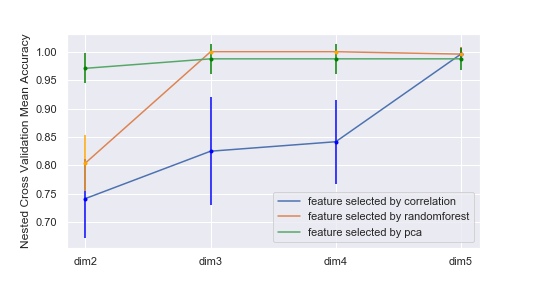 Nested Cross Validation Mean Accuracy
1.00
0.95
0.90
0.85
0.80
0.75
0.70
dim2 dim3 dim4 dim5
feature selected by correlation
feature selected by randomforest
feature selected by pca